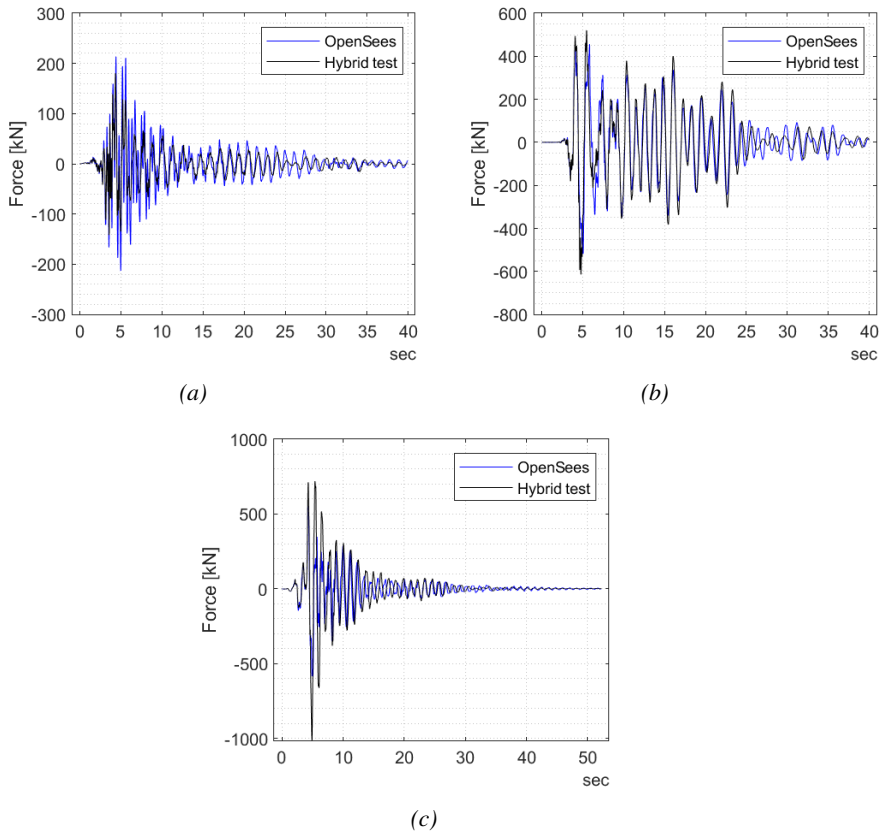 300
200
100
0
-100
-200
-300
Force [kN]
OpenSees
Hybrid test
0 5 10 15 20 25 30 35 40
sec
(a)
600
400
200
0
-200
-400
-600
-800
Force [kN]
OpenSees
Hybrid test
0 5 10 15 20 25 30 35 40
sec
(b)
1000
500
0
-500
-1000
Force [kN]
OpenSees
Hybrid test
0 10 20 30 40 50
sec
(c)